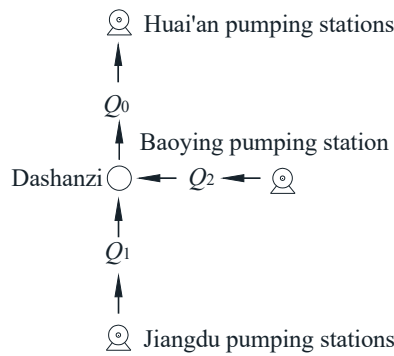 Huai'an pumping stations
Q0
Baoying pumping station
Dashanzi
Q2
Q1
Jiangdu pumping stations